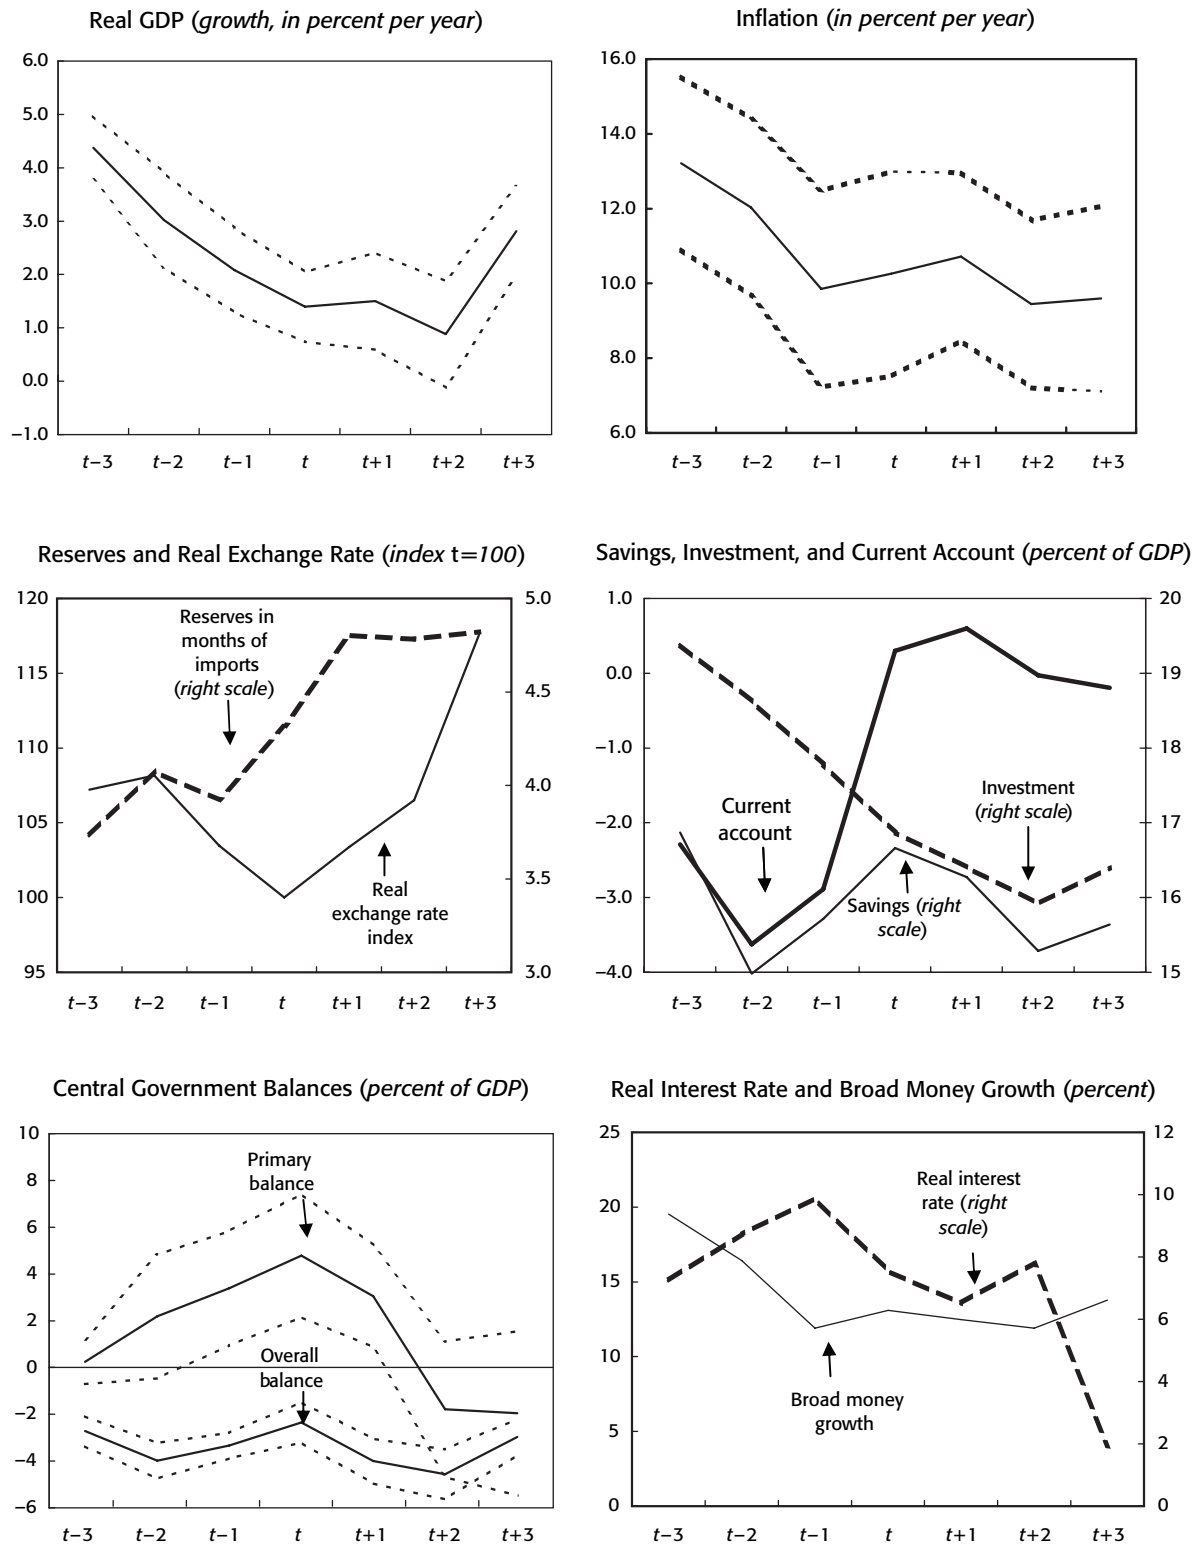 Real GDP (growth, in percent per year)
6.0
5.0
4.0
3.0
2.0
1.0
0.0
–1.0
t–3 t–2 t–1 t t+1 t+2 t+3
Inflation (in percent per year)
16.0
14.0
12.0
10.0
8.0
6.0
t–3 t–2 t–1 t t+1 t+2 t+3
Reserves and Real Exchange Rate (index t=100)
120
115
110
105
100
95
5.0
4.5
4.0
3.5
3.0
Reserves in
months of
imports
(right scale)
Real
exchange rate
index
t–3 t–2 t–1 t t+1 t+2 t+3
Savings, Investment, and Current Account (percent of GDP)
1.0
0.0
–1.0
–2.0
–3.0
–4.0
20
19
18
17
16
15
Current
account
Investment
(right scale)
Savings (right
scale)
t–3 t–2 t–1 t t+1 t+2 t+3
Central Government Balances (percent of GDP)
10
8
6
4
2
0
–2
–4
–6
Primary
balance
Overall
balance
t–3 t–2 t–1 t t+1 t+2 t+3
Real Interest Rate and Broad Money Growth (percent)
25
20
15
10
5
0
12
10
8
6
4
2
0
Real interest
rate (right
scale)
Broad money
growth
t–3 t–2 t–1 t t+1 t+2 t+3